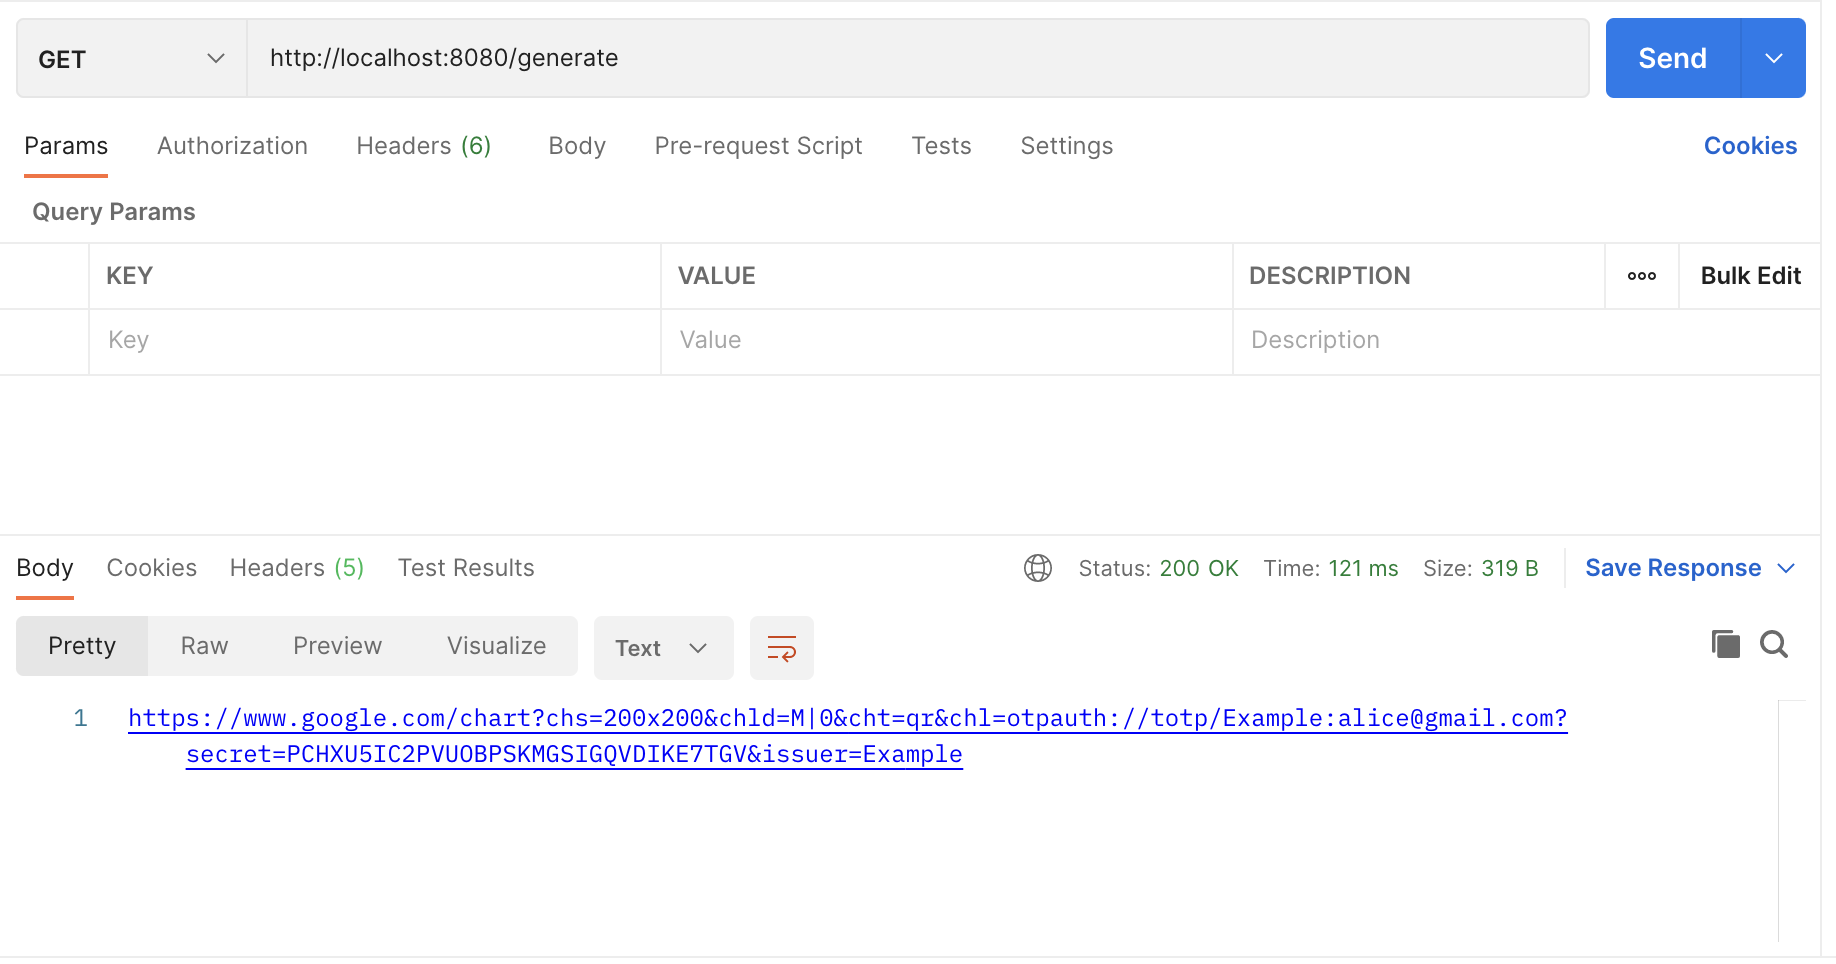 GET http://localhost:8080/generate Send
Params Authorization Headers (6) Body Pre-request Script Tests Settings Cookies
Query Params
KEY VALUE DESCRIPTION Bulk Edit
Key Value Description
Body Cookies Headers (5) Test Results Status: 200 OK Time: 121 ms Size: 319 B Save Response
Pretty Raw Preview Visualize Text
1 https://www.google.com/chart?chs=200x200&chld=M|0&cht=qr&chl=otpauth://totp/Example:alice@gmail.com?
secret=PCHXU5IC2PVUOBPSKMGSIGQVDIKE7TGV&issuer=Example